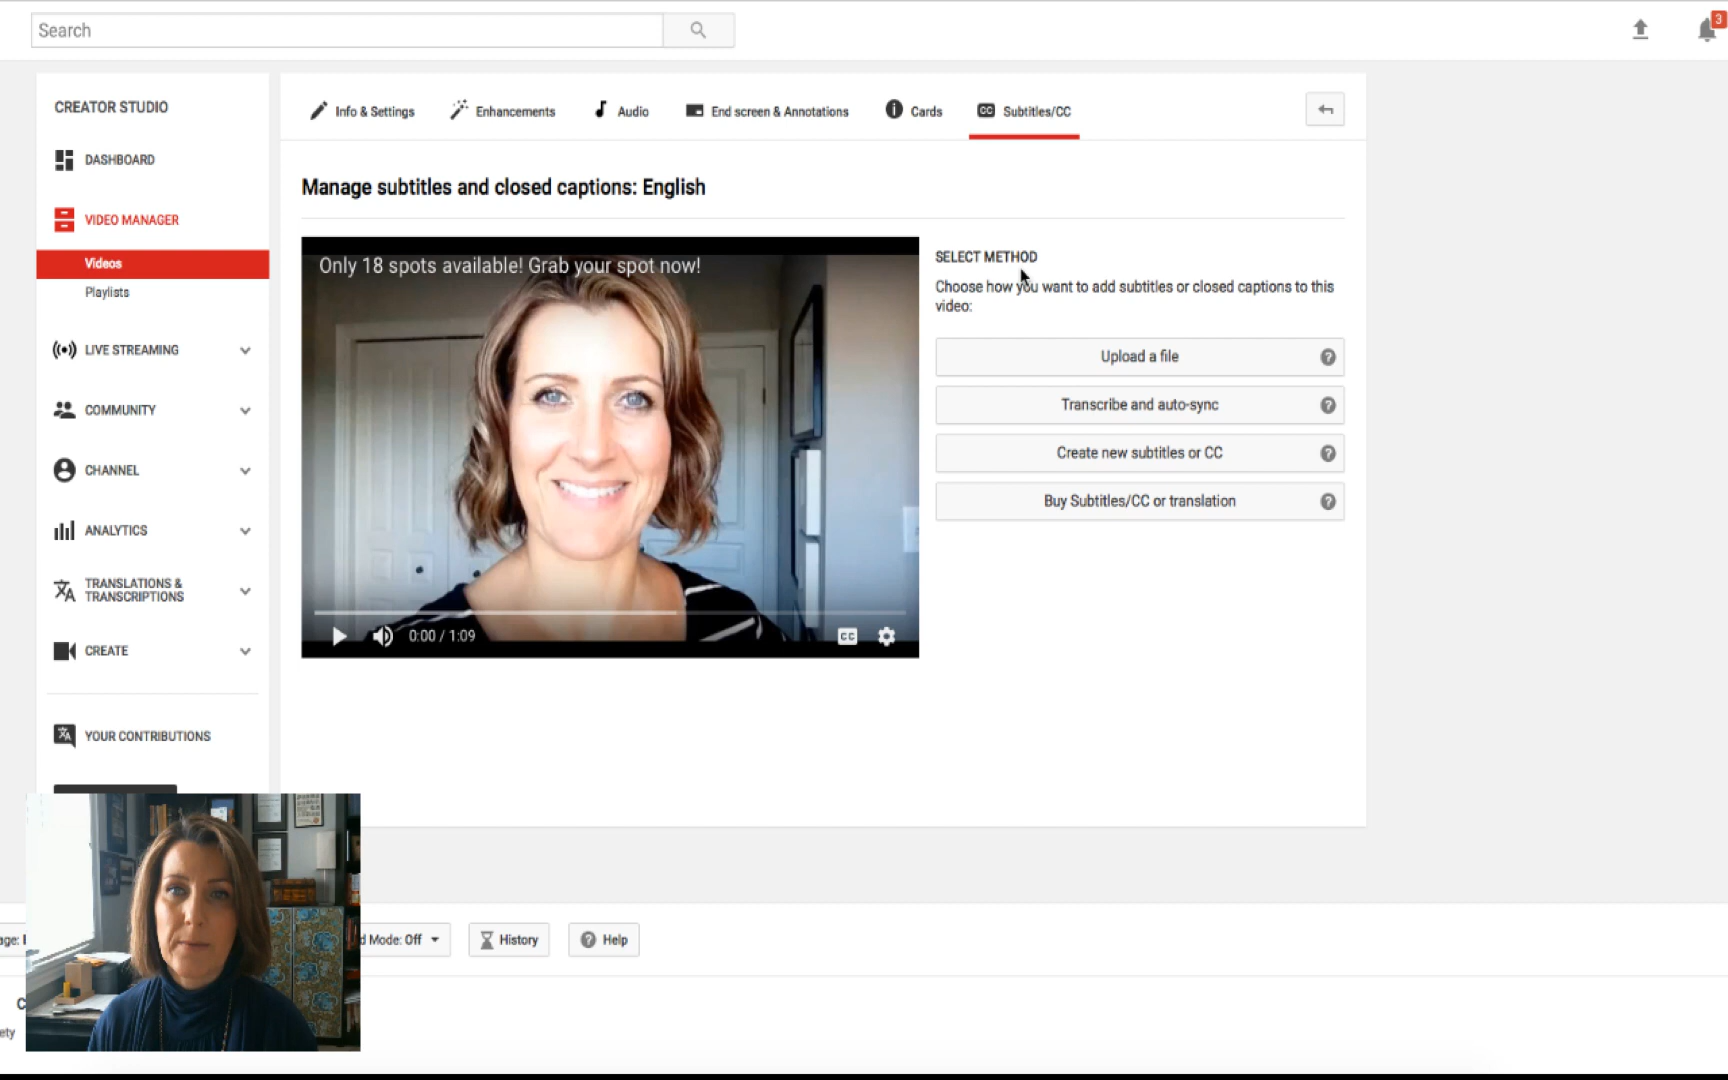 Search
3
CREATOR STUDIO
DASHBOARD
VIDEO MANAGER
Videos
Playlists
LIVE STREAMING
COMMUNITY
CHANNEL
ANALYTICS
TRANSLATIONS &
TRANSCRIPTIONS
CREATE
YOUR CONTRIBUTIONS
Info & Settings
Enhancements
Audio
End screen & Annotations
Cards
CC Subtitles/CC
Manage subtitles and closed captions: English
Only 18 spots available! Grab your spot now!
0:00 / 1:09
CC
SELECT METHOD
Choose how you want to add subtitles or closed captions to this
video:
Upload a file ?
Transcribe and auto-sync ?
Create new subtitles or CC ?
Buy Subtitles/CC or translation ?
d Mode: Off
History
? Help